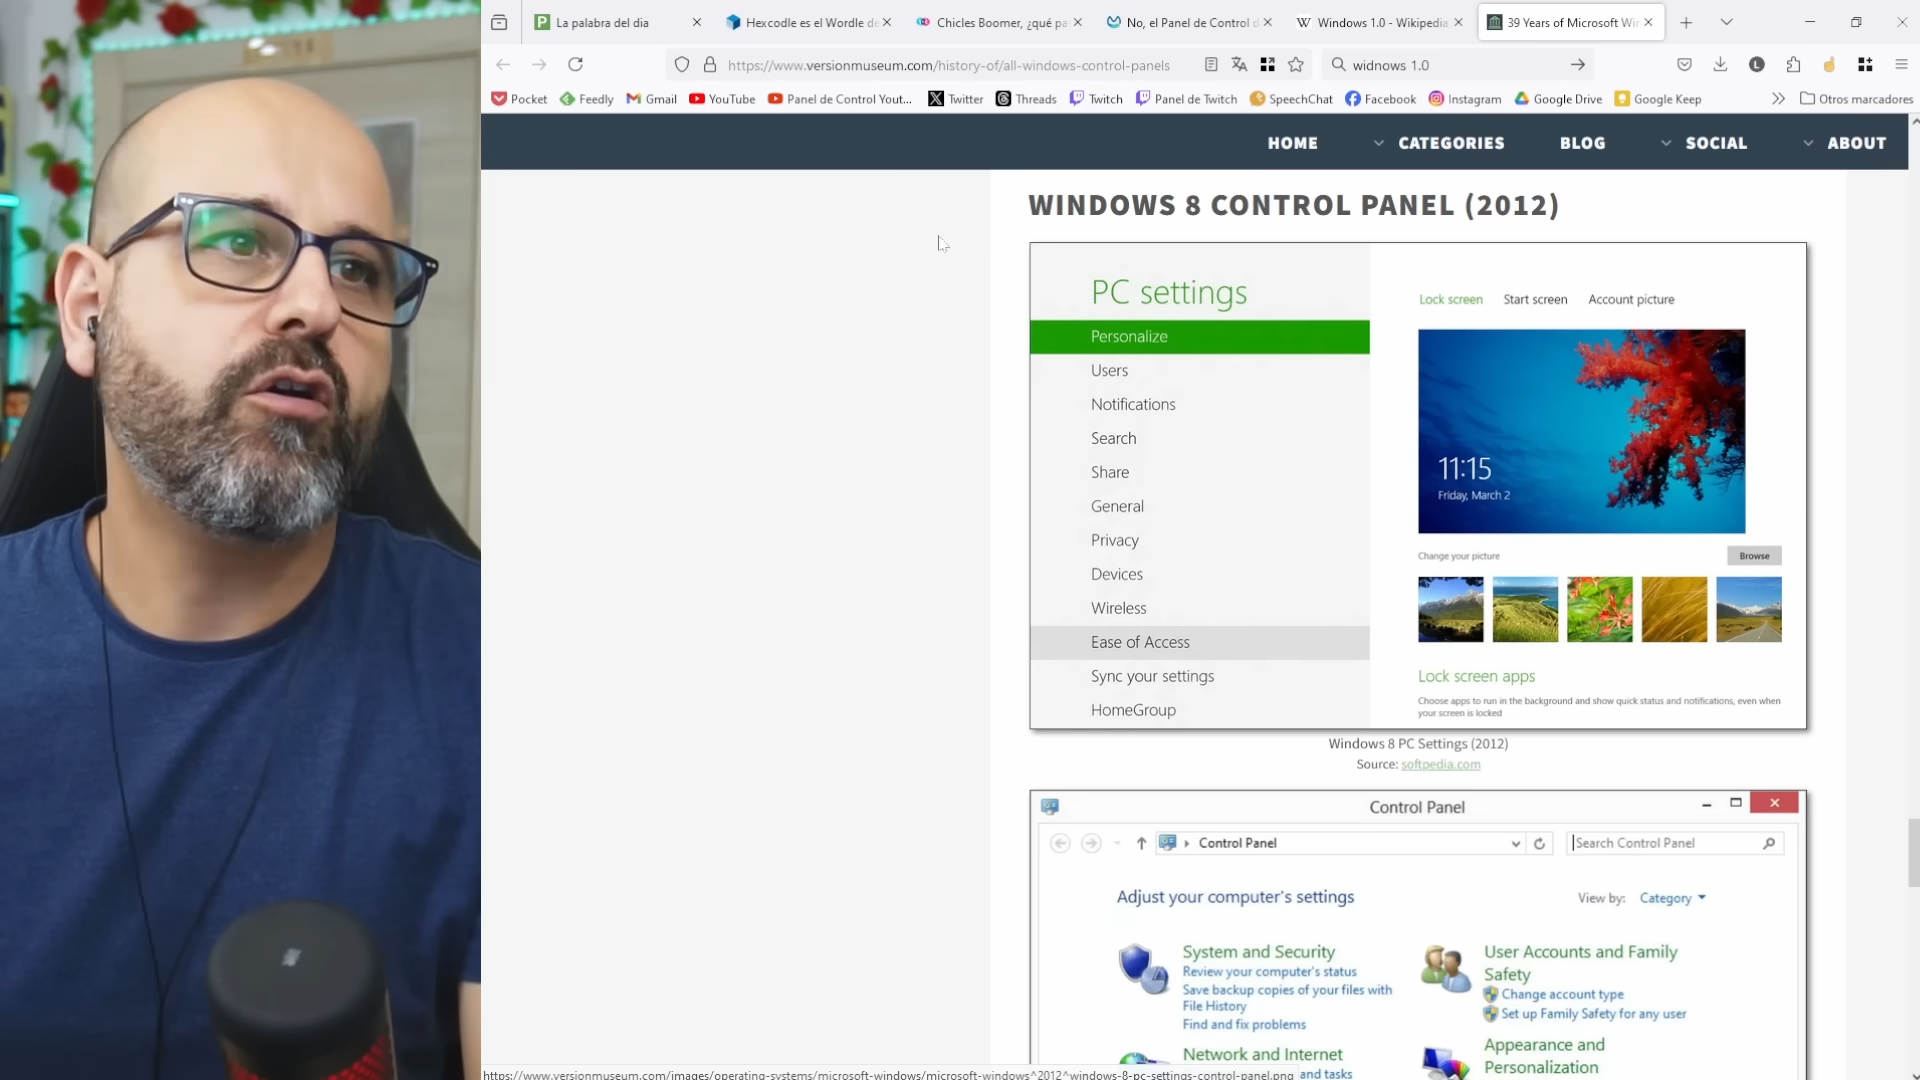 La palabra del dia
Hexcodle es el Wordle de
Chicles Boomer, ¿qué pa
No, el Panel de Control d
Windows 1.0 - Wikipedia
39 Years of Microsoft Win
https://www.versionmuseum.com/history-of/all-windows-control-panels
widnows 1.0
Pocket
Feedly
Gmail
YouTube
Panel de Control Yout...
Twitter
Threads
Twitch
Panel de Twitch
SpeechChat
Facebook
Instagram
Google Drive
Google Keep
Otros marcadores
HOME
CATEGORIES
BLOG
SOCIAL
ABOUT
WINDOWS 8 CONTROL PANEL (2012)
PC settings
Personalize
Users
Notifications
Search
Share
General
Privacy
Devices
Wireless
Ease of Access
Sync your settings
HomeGroup
Lock screen
Start screen
Account picture
11:15
Friday, March 2
Change your picture
Browse
Lock screen apps
Choose apps to run in the background and show quick status and notifications, even when
your screen is locked
Windows 8 PC Settings (2012)
Source: softpedia.com
Control Panel
Control Panel
Search Control Panel
Adjust your computer's settings
View by: Category
System and Security
Review your computer's status
Save backup copies of your files with
File History
Find and fix problems
Network and Internet
and tasks
User Accounts and Family
Safety
Change account type
Set up Family Safety for any user
Appearance and
Personalization
https://www.versionmuseum.com/images/operating-systems/microsoft-windows/microsoft-windows^2012^windows-8-pc-settings-control-panel.png